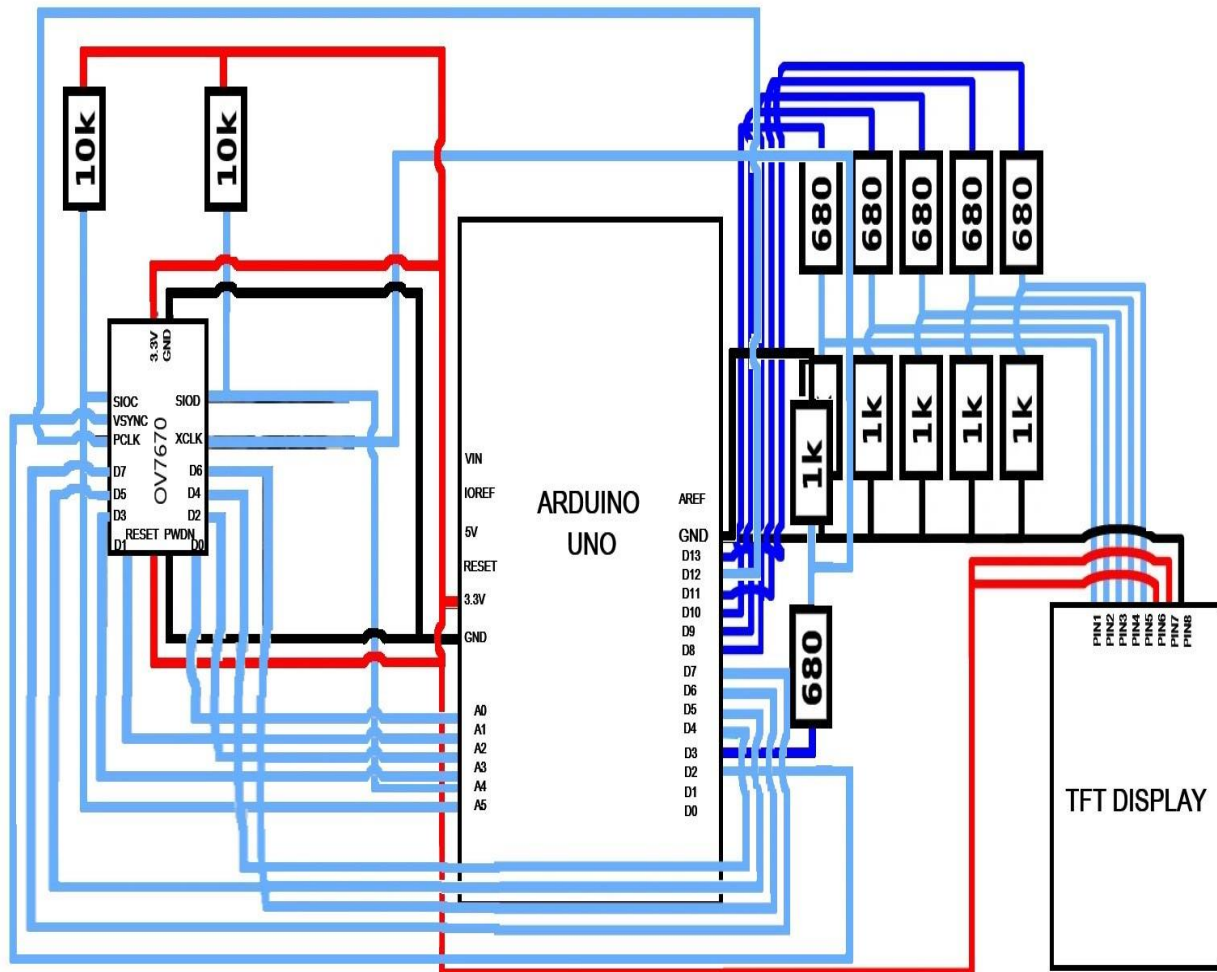 10k
10k
680
680
680
680
680
3.3V
GND
SIOC
SIOD
VSYNC
PCLK
XCLK
OV7670
D7
D6
D5
D4
D3
D2
RESET PWDN
D1
D0
VIN
IOREF
5V
RESET
3.3V
GND
A0
A1
A2
A3
A4
A5
ARDUINO
UNO
AREF
GND
D13
D12
D11
D10
D9
D8
D7
D6
D5
D4
D3
D2
D1
D0
1k
1k
1k
1k
1k
680
PIN1
PIN2
PIN3
PIN4
PIN5
PIN6
PIN7
PIN8
TFT DISPLAY